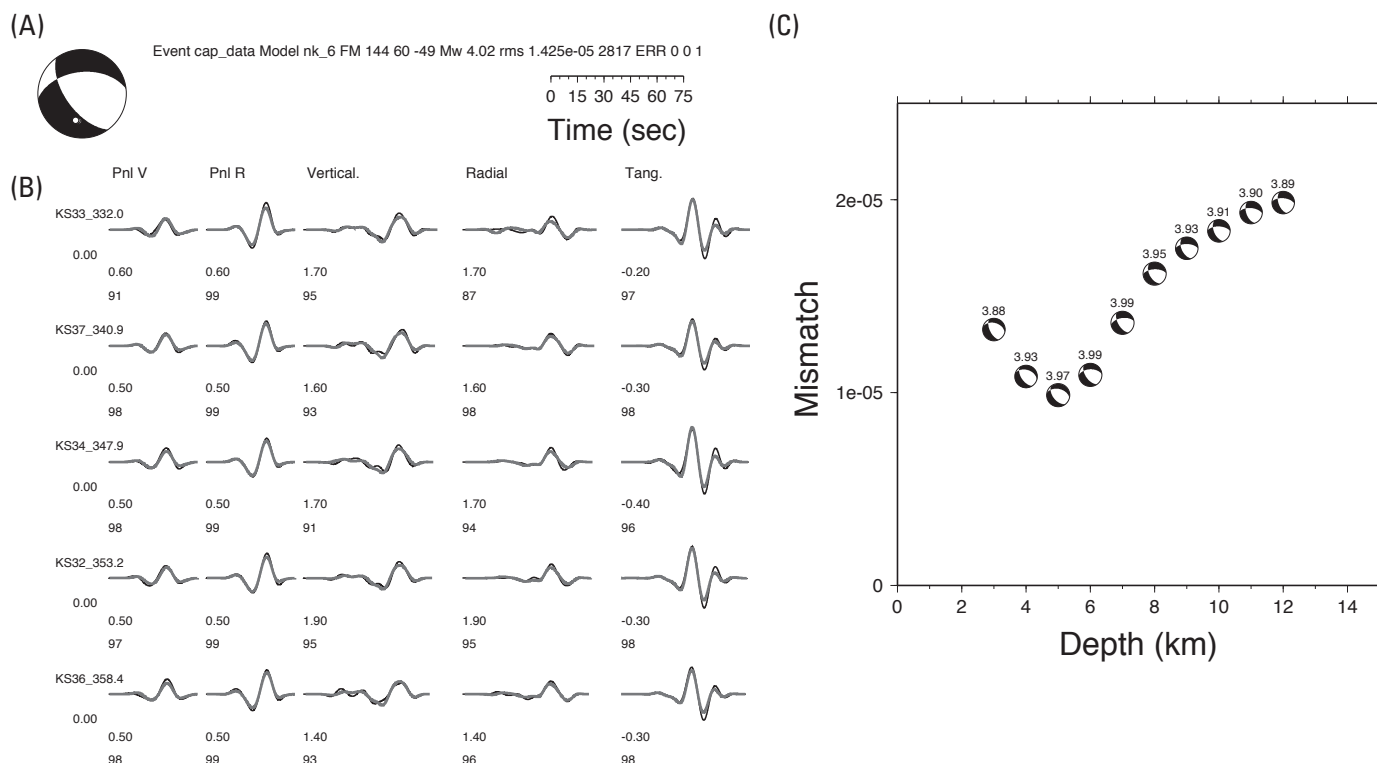 (A)
Event cap_data Model nk_6 FM 144 60 -49 Mw 4.02 rms 1.425e-05 2817 ERR 0 0 1
0 15 30 45 60 75
Time (sec)
(B)
Pnl V Pnl R Vertical. Radial Tang.
KS33_332.0
0.00
0.60 0.60 1.70 1.70 -0.20
91 99 95 87 97
KS37_340.9
0.00
0.50 0.50 1.60 1.60 -0.30
98 99 93 98 98
KS34_347.9
0.00
0.50 0.50 1.70 1.70 -0.40
98 99 91 94 96
KS32_353.2
0.00
0.50 0.50 1.90 1.90 -0.30
97 99 95 95 98
KS36_358.4
0.00
0.50 0.50 1.40 1.40 -0.30
98 99 93 96 98
(C)
Mismatch
2e-05
1e-05
0
3.88
3.93
3.97
3.99
3.99
3.95
3.93
3.91
3.90
3.89
0 2 4 6 8 10 12 14
Depth (km)